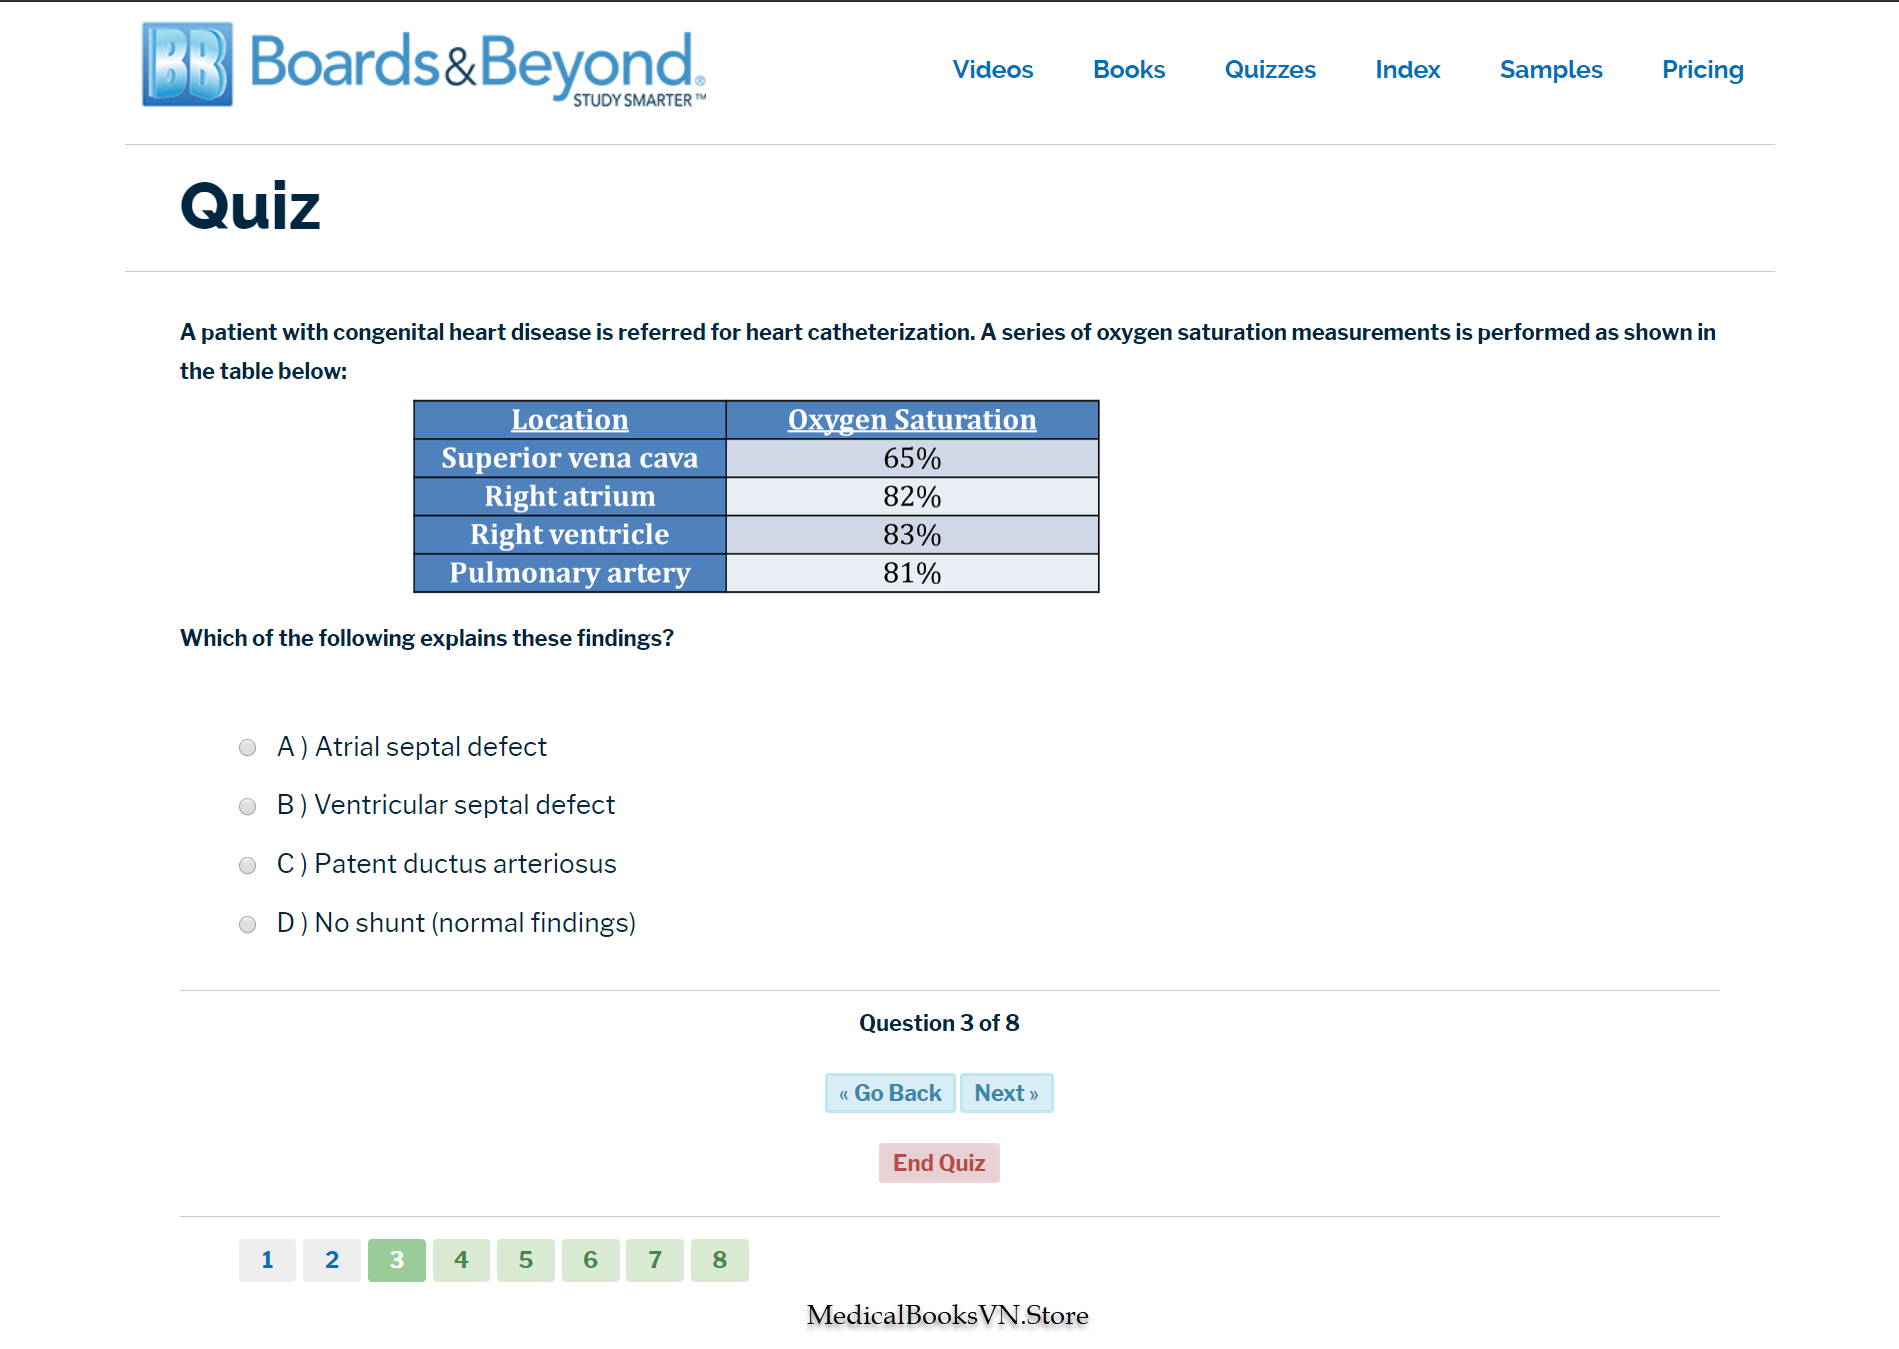 BB Boards&Beyond®
STUDY SMARTER™
Videos Books Quizzes Index Samples Pricing
Quiz
A patient with congenital heart disease is referred for heart catheterization. A series of oxygen saturation measurements is performed as shown in
the table below:
Location Oxygen Saturation
Superior vena cava 65%
Right atrium 82%
Right ventricle 83%
Pulmonary artery 81%
Which of the following explains these findings?
A ) Atrial septal defect
B ) Ventricular septal defect
C ) Patent ductus arteriosus
D ) No shunt (normal findings)
Question 3 of 8
« Go Back Next »
End Quiz
1 2 3 4 5 6 7 8
MedicalBooksVN.Store